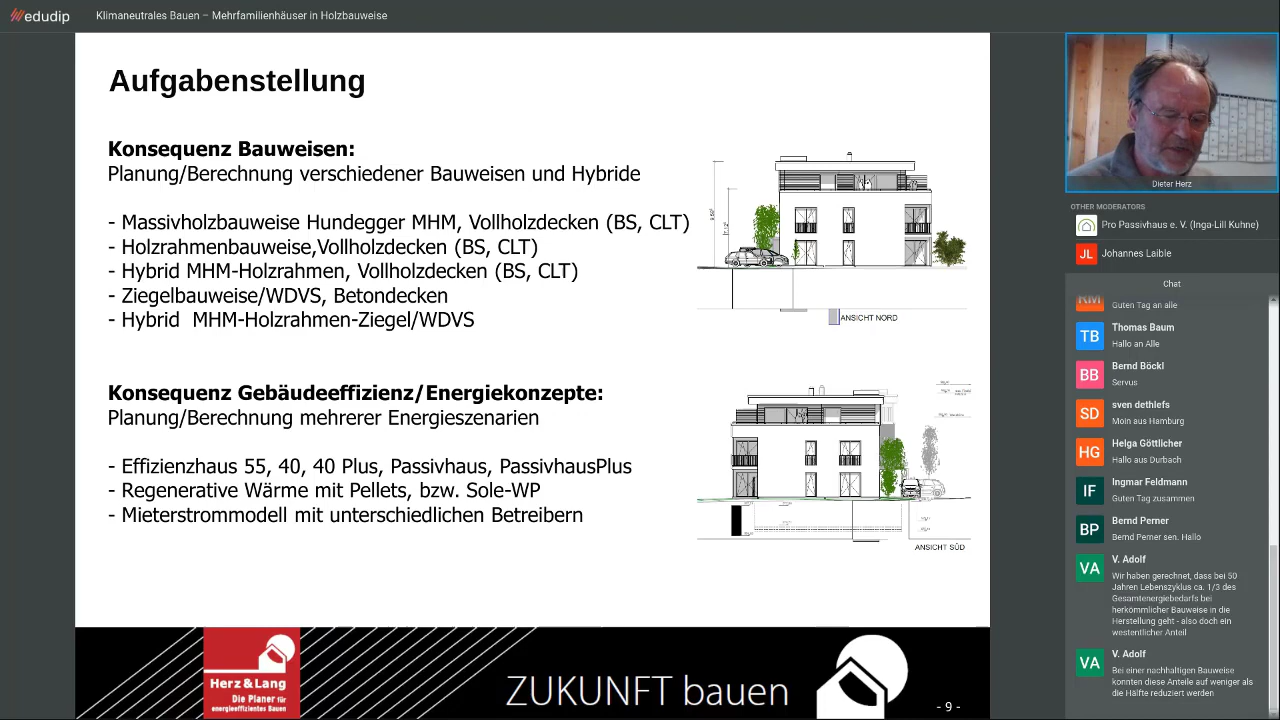 edudip
Klimaneutrales Bauen – Mehrfamilienhäuser in Holzbauweise
Aufgabenstellung
Konsequenz Bauweisen:
Planung/Berechnung verschiedener Bauweisen und Hybride
- Massivholzbauweise Hundegger MHM, Vollholzdecken (BS, CLT)
- Holzrahmenbauweise,Vollholzdecken (BS, CLT)
- Hybrid MHM-Holzrahmen, Vollholzdecken (BS, CLT)
- Ziegelbauweise/WDVS, Betondecken
- Hybrid  MHM-Holzrahmen-Ziegel/WDVS
ANSICHT NORD
Konsequenz Gebäudeeffizienz/Energiekonzepte:
Planung/Berechnung mehrerer Energieszenarien
- Effizienzhaus 55, 40, 40 Plus, Passivhaus, PassivhausPlus
- Regenerative Wärme mit Pellets, bzw. Sole-WP
- Mieterstrommodell mit unterschiedlichen Betreibern
ANSICHT SÜD
Herz & Lang
Die Planer für
energieeffizientes Bauen
ZUKUNFT bauen
- 9 -
Dieter Herz
OTHER MODERATORS
Pro Passivhaus e. V. (Inga-Lill Kuhne)
JL
Johannes Laible
Chat
RM
Guten Tag an alle
TB
Thomas Baum
Hallo an Alle
BB
Bernd Böckl
Servus
SD
sven dethlefs
Moin aus Hamburg
HG
Helga Göttlicher
Hallo aus Durbach
IF
Ingmar Feldmann
Guten Tag zusammen
BP
Bernd Perner
Bernd Perner sen. Hallo
VA
V. Adolf
Wir haben gerechnet, dass bei 50
Jahren Lebenszyklus ca. 1/3 des
Gesamtenergiebedarfs bei
herkömmlicher Bauweise in die
Herstellung geht - also doch ein
westentlicher Anteil
VA
V. Adolf
Bei einer nachhaltigen Bauweise
konnten diese Anteile auf weniger als
die Hälfte reduziert werden